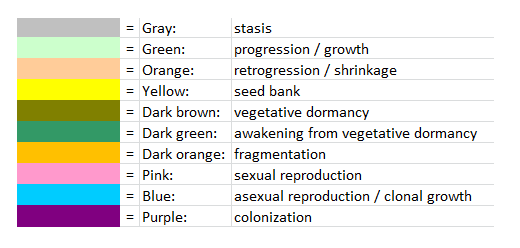 = Gray: stasis
= Green: progression / growth
= Orange: retrogression / shrinkage
= Yellow: seed bank
= Dark brown: vegetative dormancy
= Dark green: awakening from vegetative dormancy
= Dark orange: fragmentation
= Pink: sexual reproduction
= Blue: asexual reproduction / clonal growth
= Purple: colonization